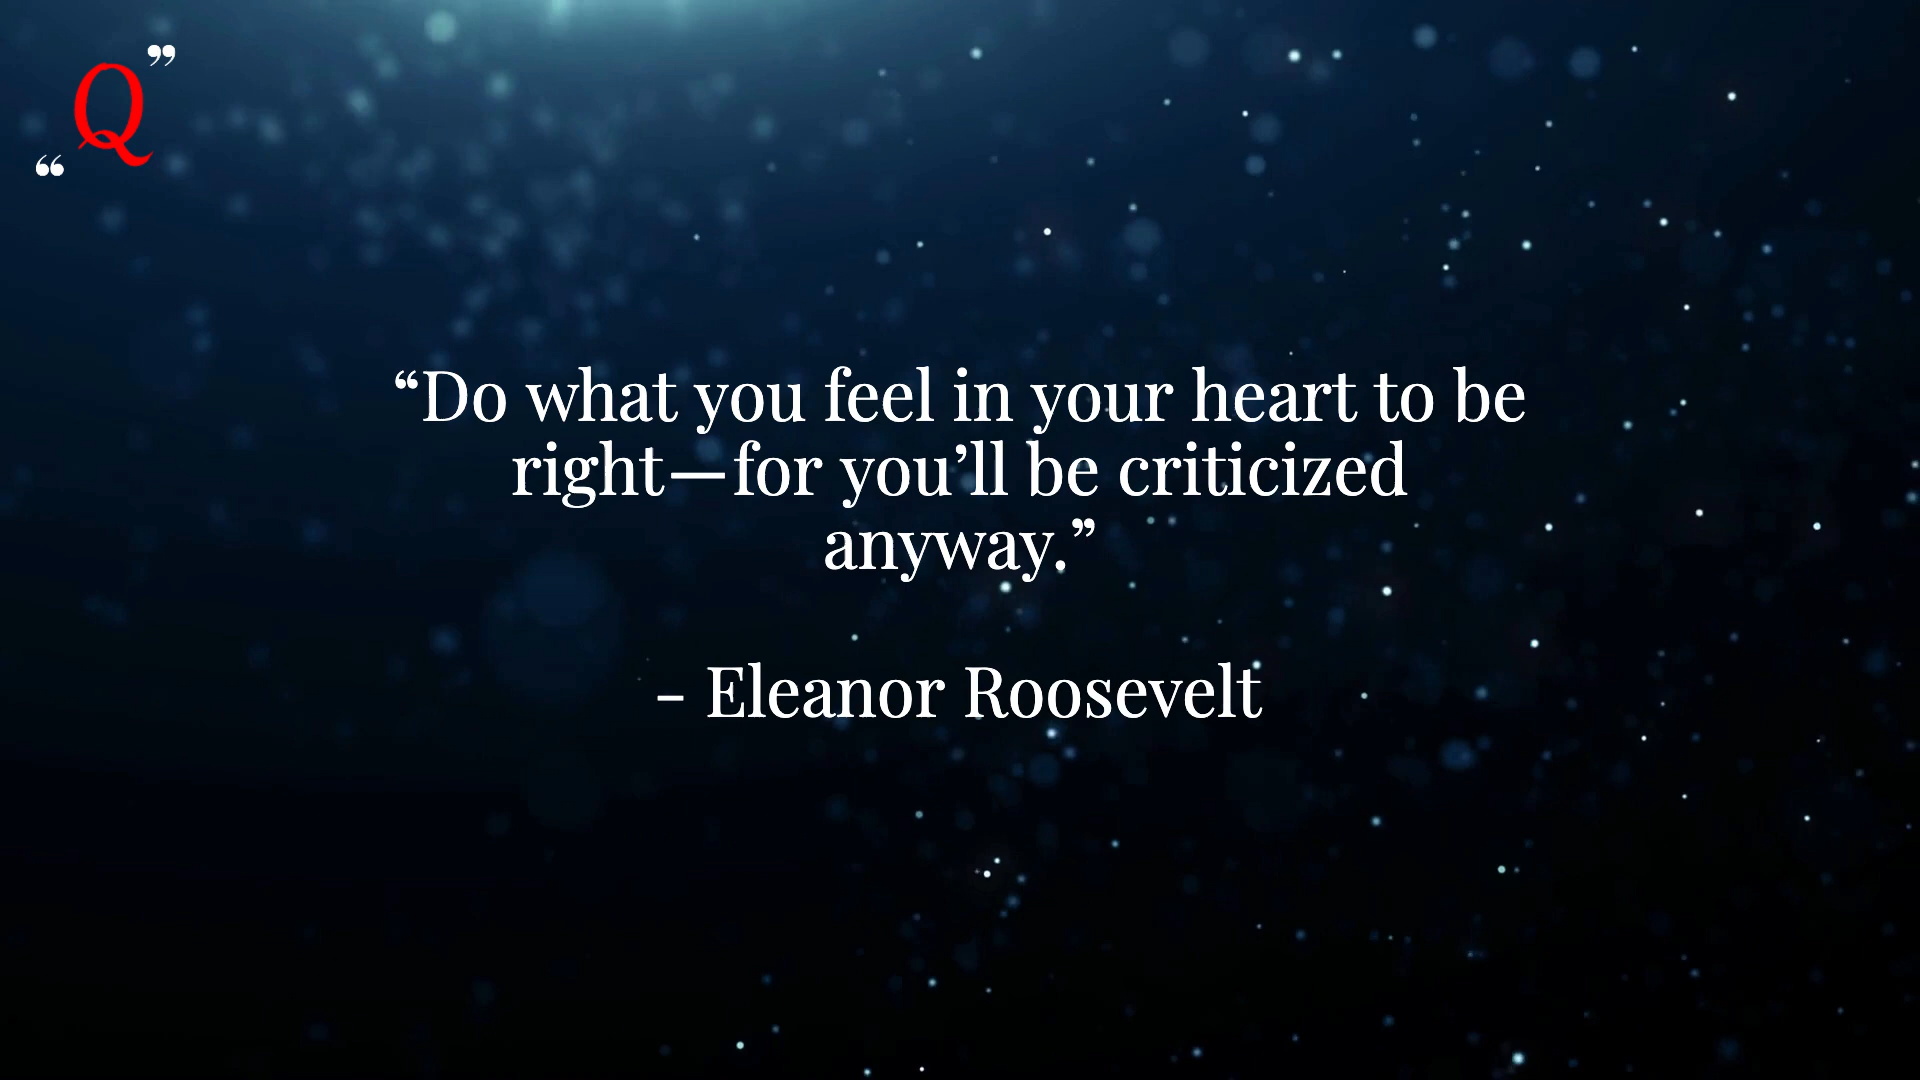 ” 
Q
“
“Do what you feel in your heart to be
right—for you’ll be criticized
anyway.”
- Eleanor Roosevelt